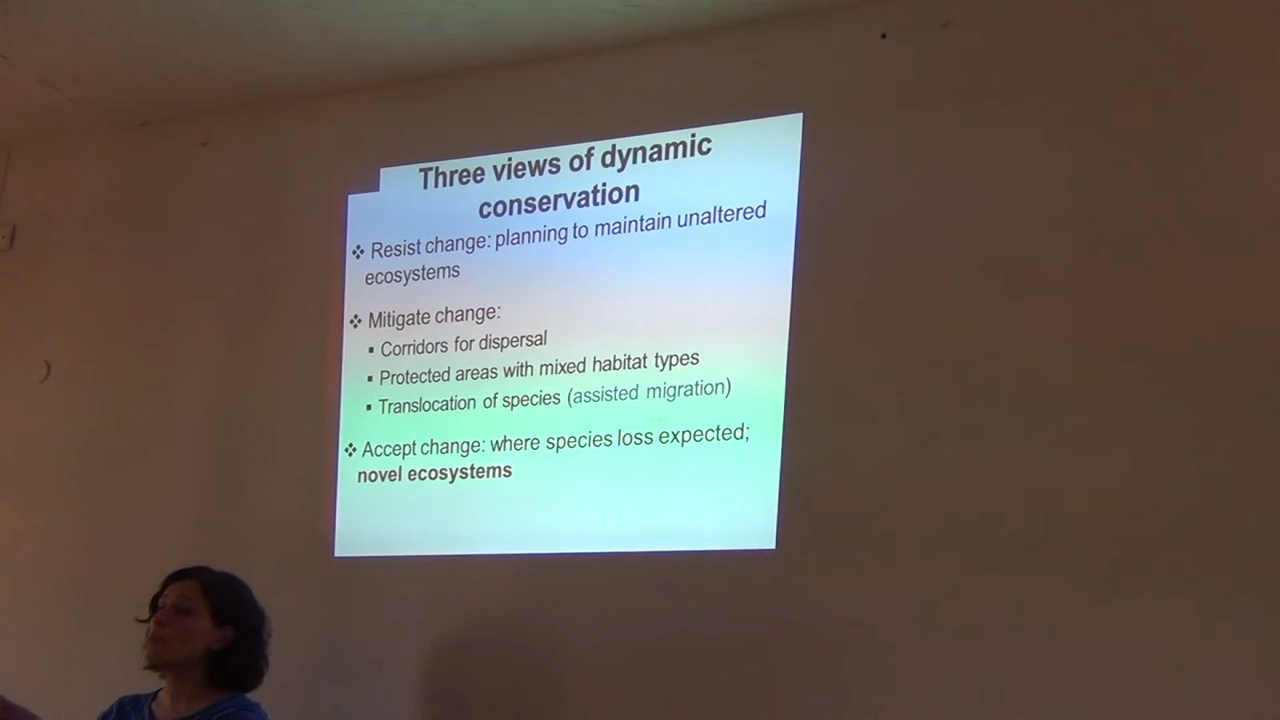 Three views of dynamic
conservation
❖ Resist change: planning to maintain unaltered
ecosystems
❖ Mitigate change:
▪ Corridors for dispersal
▪ Protected areas with mixed habitat types
▪ Translocation of species (assisted migration)
❖ Accept change: where species loss expected;
novel ecosystems